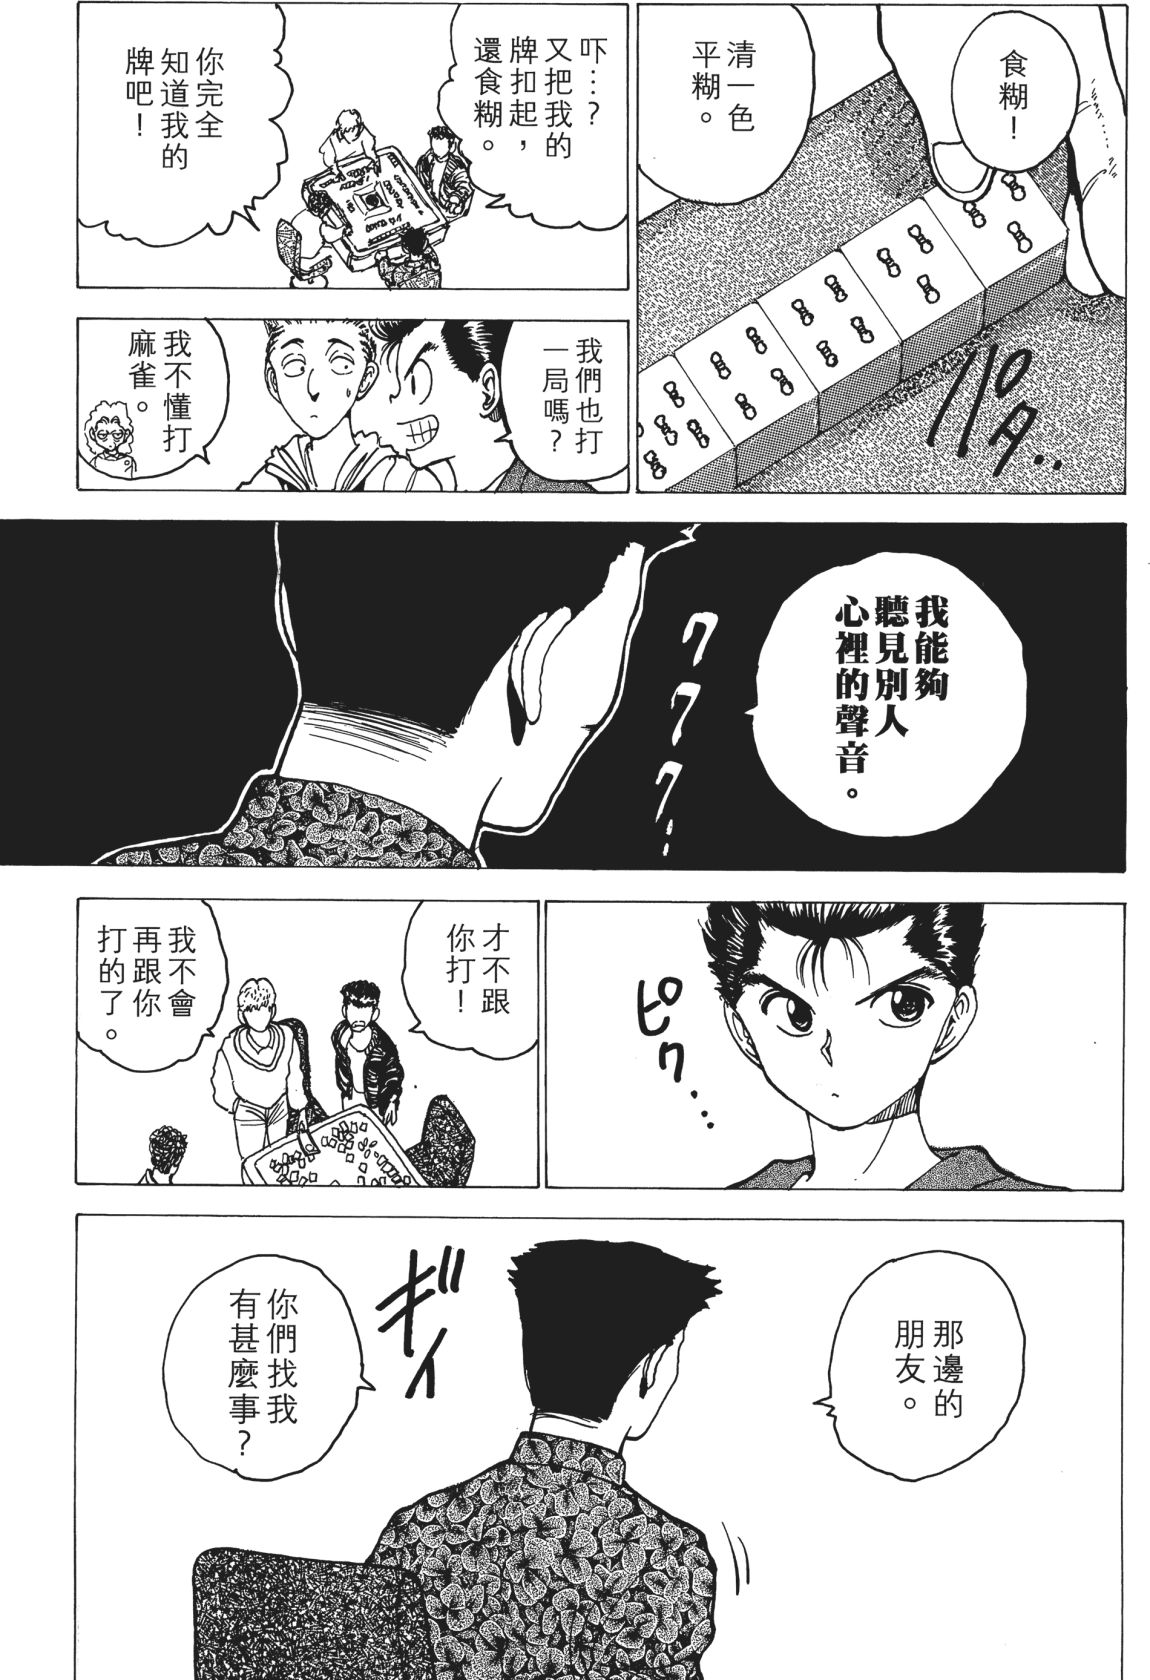 食糊！
清一色
平糊。
パタ‥
吓…？
又把我的
牌扣起，
還食糊。
你完全
知道我的
牌吧！
我們也打
一局嗎？
我不懂打
麻雀。
我能夠
聽見別人
心裡的聲音。
ククク…
ピク…
才不跟
你打！
我不會
再跟你
打的了。
那邊的
朋友。
ギィ
你們找我
有甚麼事？